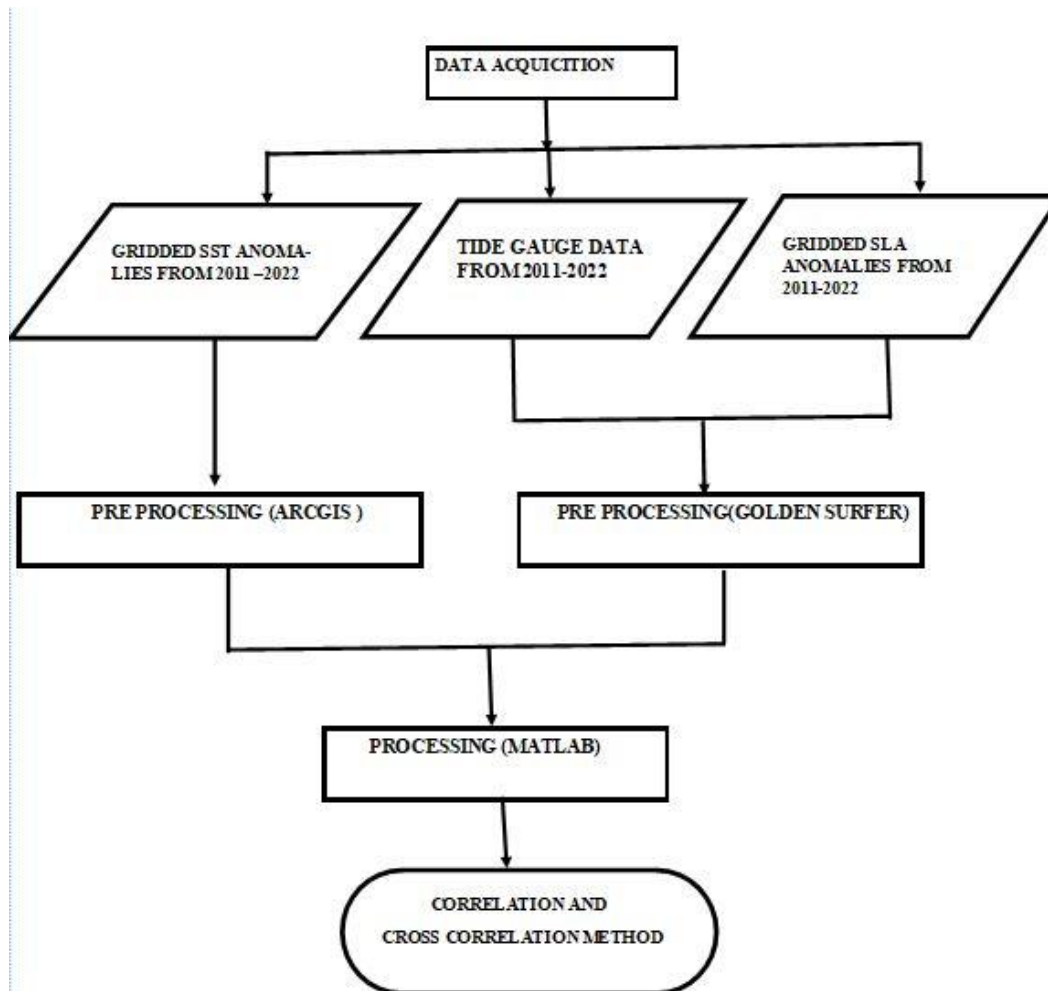 DATA ACQUICITION
GRIDDED SST ANOMA-
LIES FROM 2011 –2022
TIDE GAUGE DATA
FROM 2011-2022
GRIDDED SLA
ANOMALIES FROM
2011-2022
PRE PROCESSING (ARCGIS )
PRE PROCESSING(GOLDEN SURFER)
PROCESSING (MATLAB)
CORRELATION AND
CROSS CORRELATION METHOD